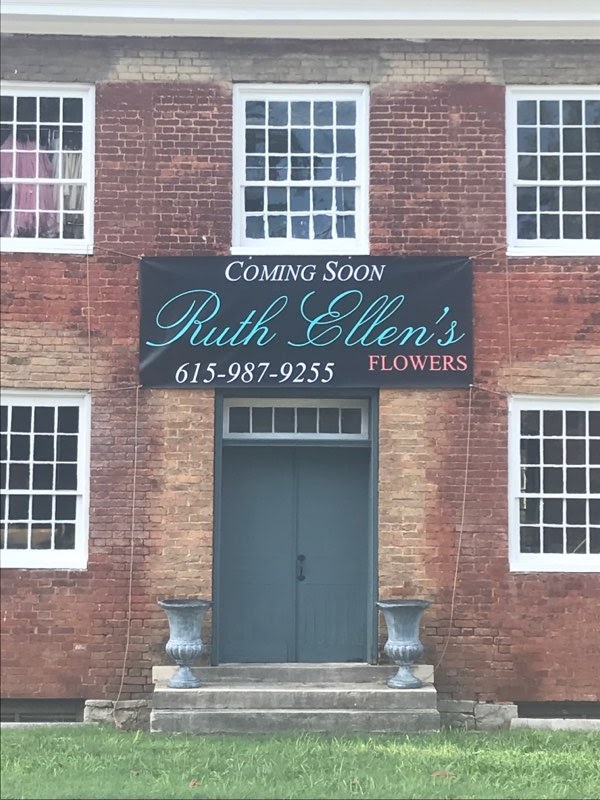 COMING SOON
Ruth Ellen's
FLOWERS
615-987-9255